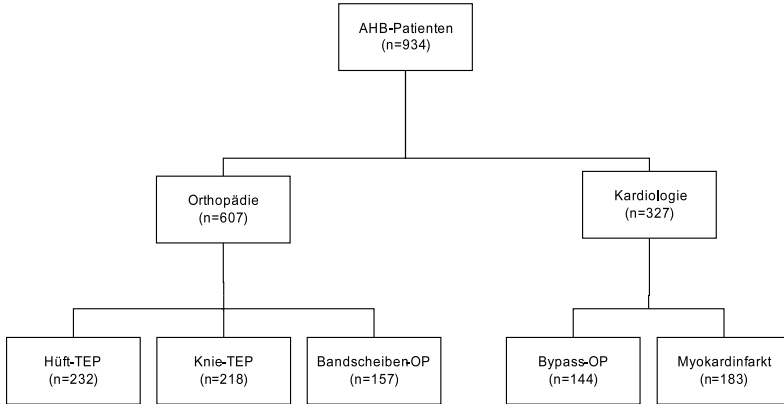 AHB-Patienten
(n=934)
Orthopädie
(n=607)
Kardiologie
(n=327)
Hüft-TEP
(n=232)
Knie-TEP
(n=218)
Bandscheiben-OP
(n=157)
Bypass-OP
(n=144)
Myokardinfarkt
(n=183)